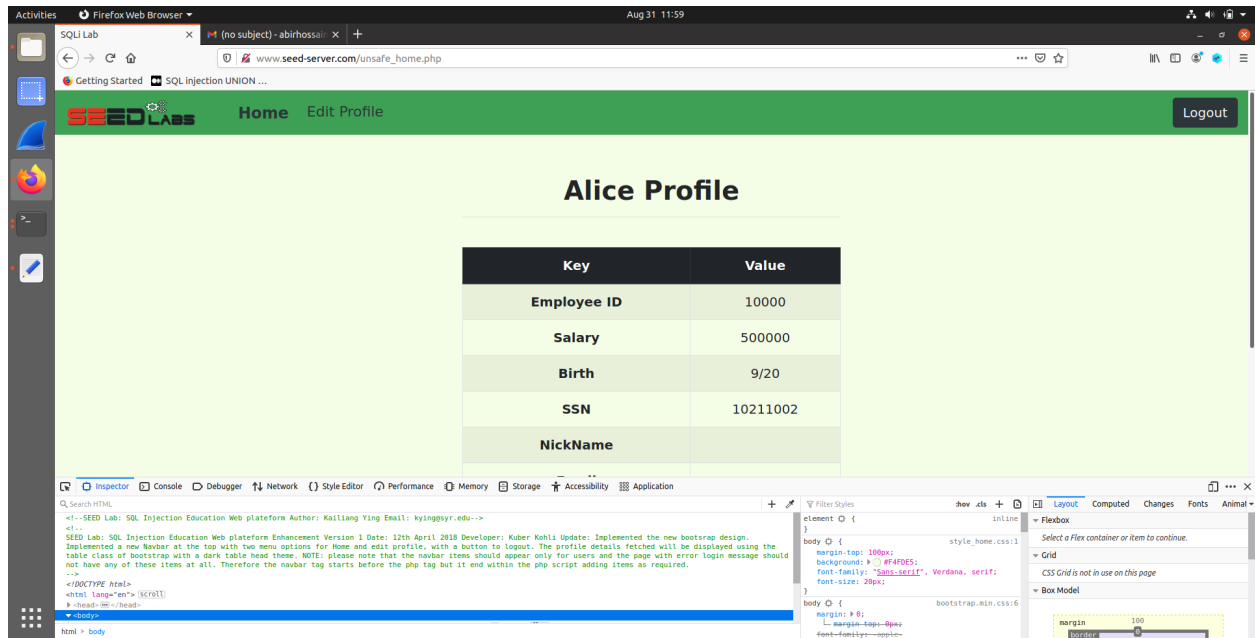 Activities Firefox Web Browser Aug 31 11:59
SQLi Lab × M (no subject) - abirhossain × +
www.seed-server.com/unsafe_home.php
Getting Started SQL injection UNION ...
SEEDLABS Home Edit Profile Logout
Alice Profile
Key Value
Employee ID 10000
Salary 500000
Birth 9/20
SSN 10211002
NickName
Inspector Console Debugger Network {} Style Editor Performance Memory Storage Accessibility Application
Search HTML Filter Styles :hov .cls + Layout Computed Changes Fonts Animat
<!--SEED Lab: SQL Injection Education Web plateform Author: Kailiang Ying Email: kying@syr.edu-->
<!--
SEED Lab: SQL Injection Education Web plateform Enhancement Version 1 Date: 12th April 2018 Developer: Kuber Kohli Update: Implemented the new bootsrap design.
Implemented a new Navbar at the top with two menu options for Home and edit profile, with a button to logout. The profile details fetched will be displayed using the
table class of bootstrap with a dark table head theme. NOTE: please note that the navbar items should appear only for users and the page with error login message should
not have any of these items at all. Therefore the navbar tag starts before the php tag but it end within the php script adding items as required.
-->
<!DOCTYPE html>
<html lang="en"> scroll
<head> </head>
<body>
html > body
element { inline
}
body { style_home.css:1
margin-top: 100px;
background: #F4FDE5;
font-family: "Sans-serif", Verdana, serif;
font-size: 20px;
}
body { bootstrap.min.css:6
margin: 0;
margin-top: 0px;
font-family: -apple-
Flexbox
Select a Flex container or item to continue.
Grid
CSS Grid is not in use on this page
Box Model
margin 100
border 0